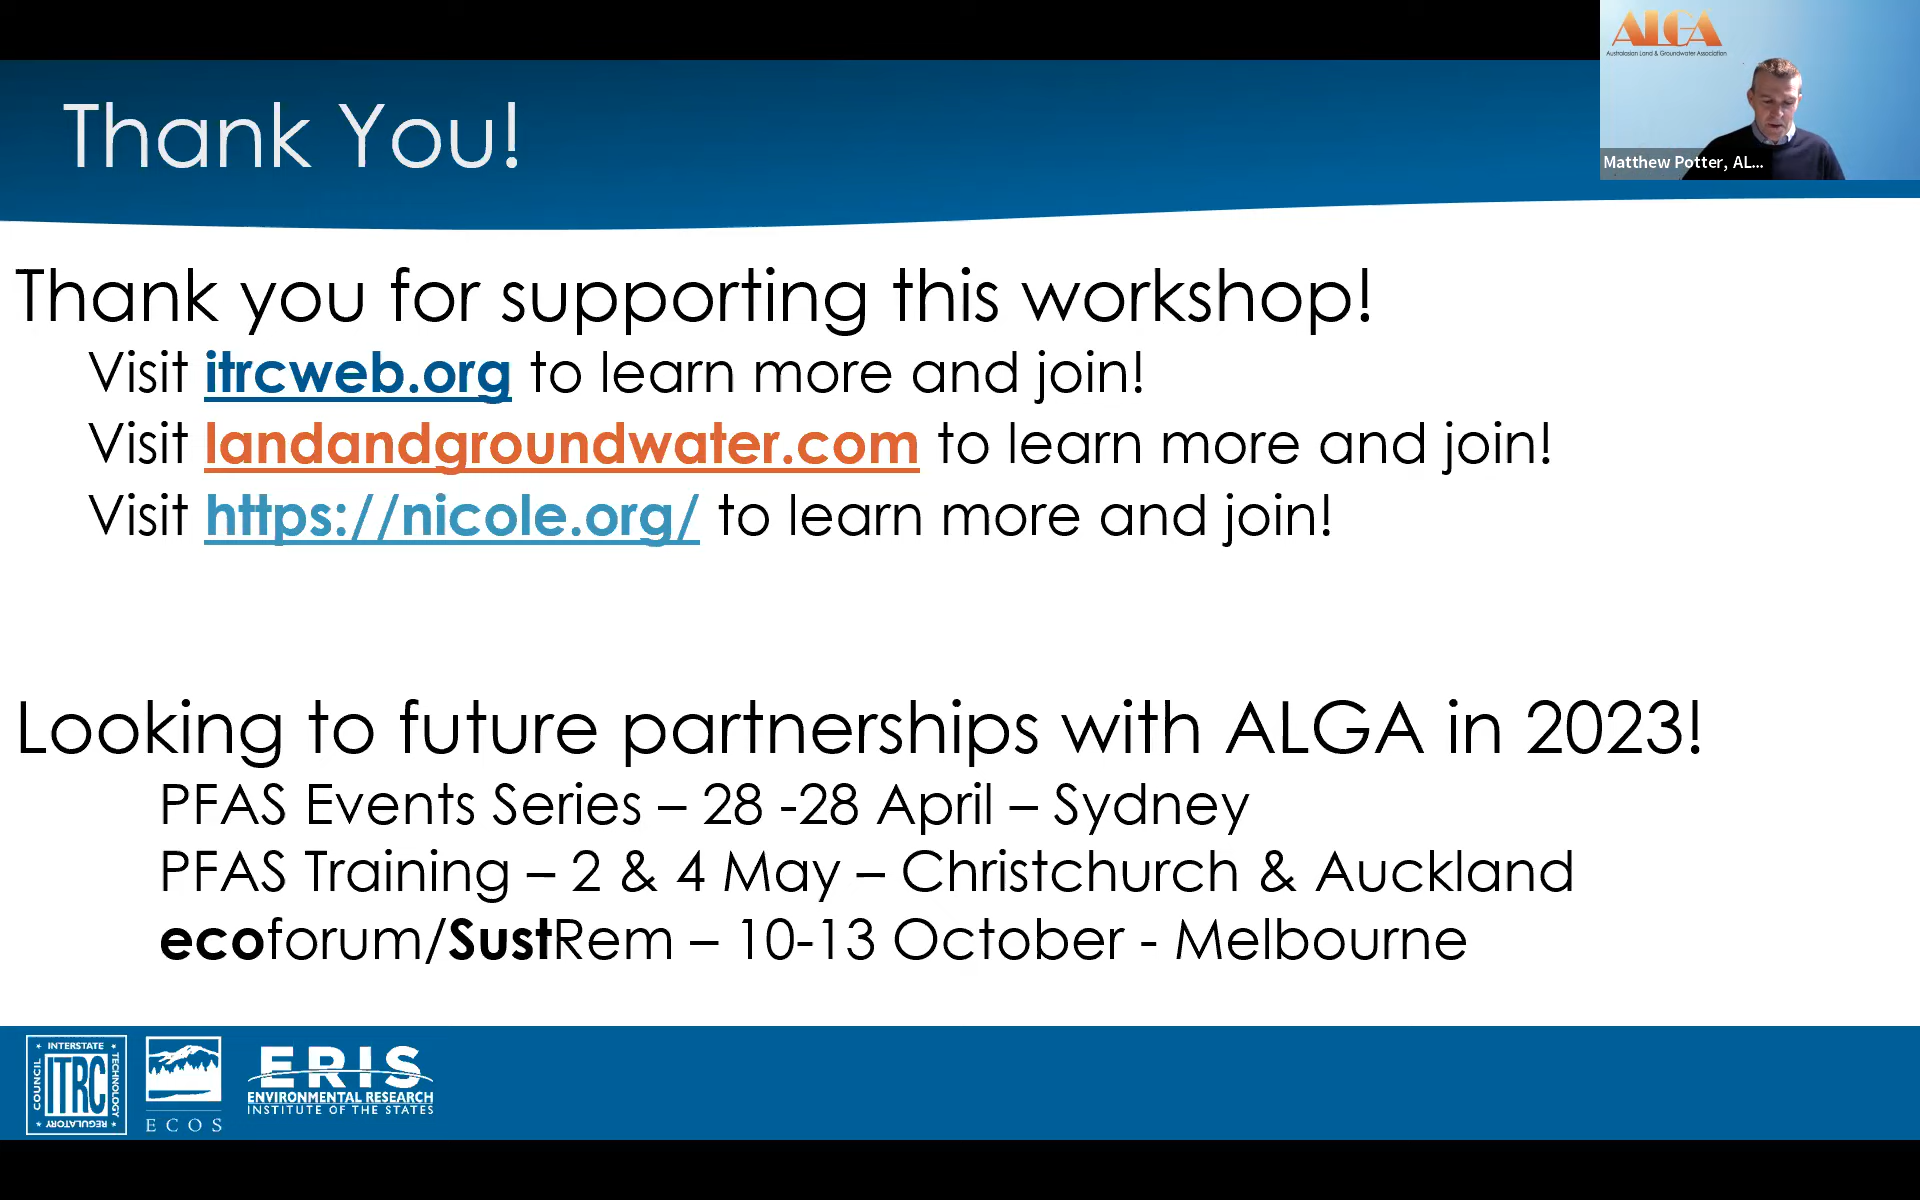 ALGA
Australasian Land & Groundwater Association
Matthew Potter, AL...
Thank You!
Thank you for supporting this workshop!
Visit itrcweb.org to learn more and join!
Visit landandgroundwater.com to learn more and join!
Visit https://nicole.org/ to learn more and join!
Looking to future partnerships with ALGA in 2023!
PFAS Events Series – 28 -28 April – Sydney
PFAS Training – 2 & 4 May – Christchurch & Auckland
ecoforum/SustRem – 10-13 October - Melbourne
INTERSTATE
TECHNOLOGY
REGULATORY
COUNCIL
ITRC
ECOS
ERIS
ENVIRONMENTAL RESEARCH
INSTITUTE OF THE STATES